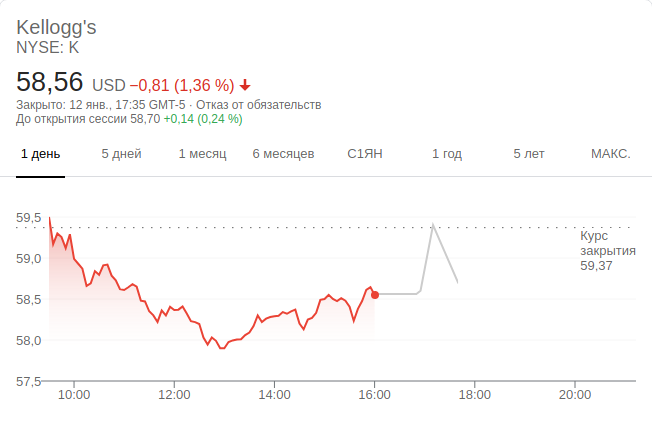 Kellogg's
NYSE: K
58,56 USD −0,81 (1,36 %)
Закрыто: 12 янв., 17:35 GMT-5 · Отказ от обязательств
До открытия сессии 58,70 +0,14 (0,24 %)
1 день 5 дней 1 месяц 6 месяцев С1ЯН 1 год 5 лет МАКС.
59,5
Курс
закрытия
59,37
59,0
58,5
58,0
57,5
10:00 12:00 14:00 16:00 18:00 20:00